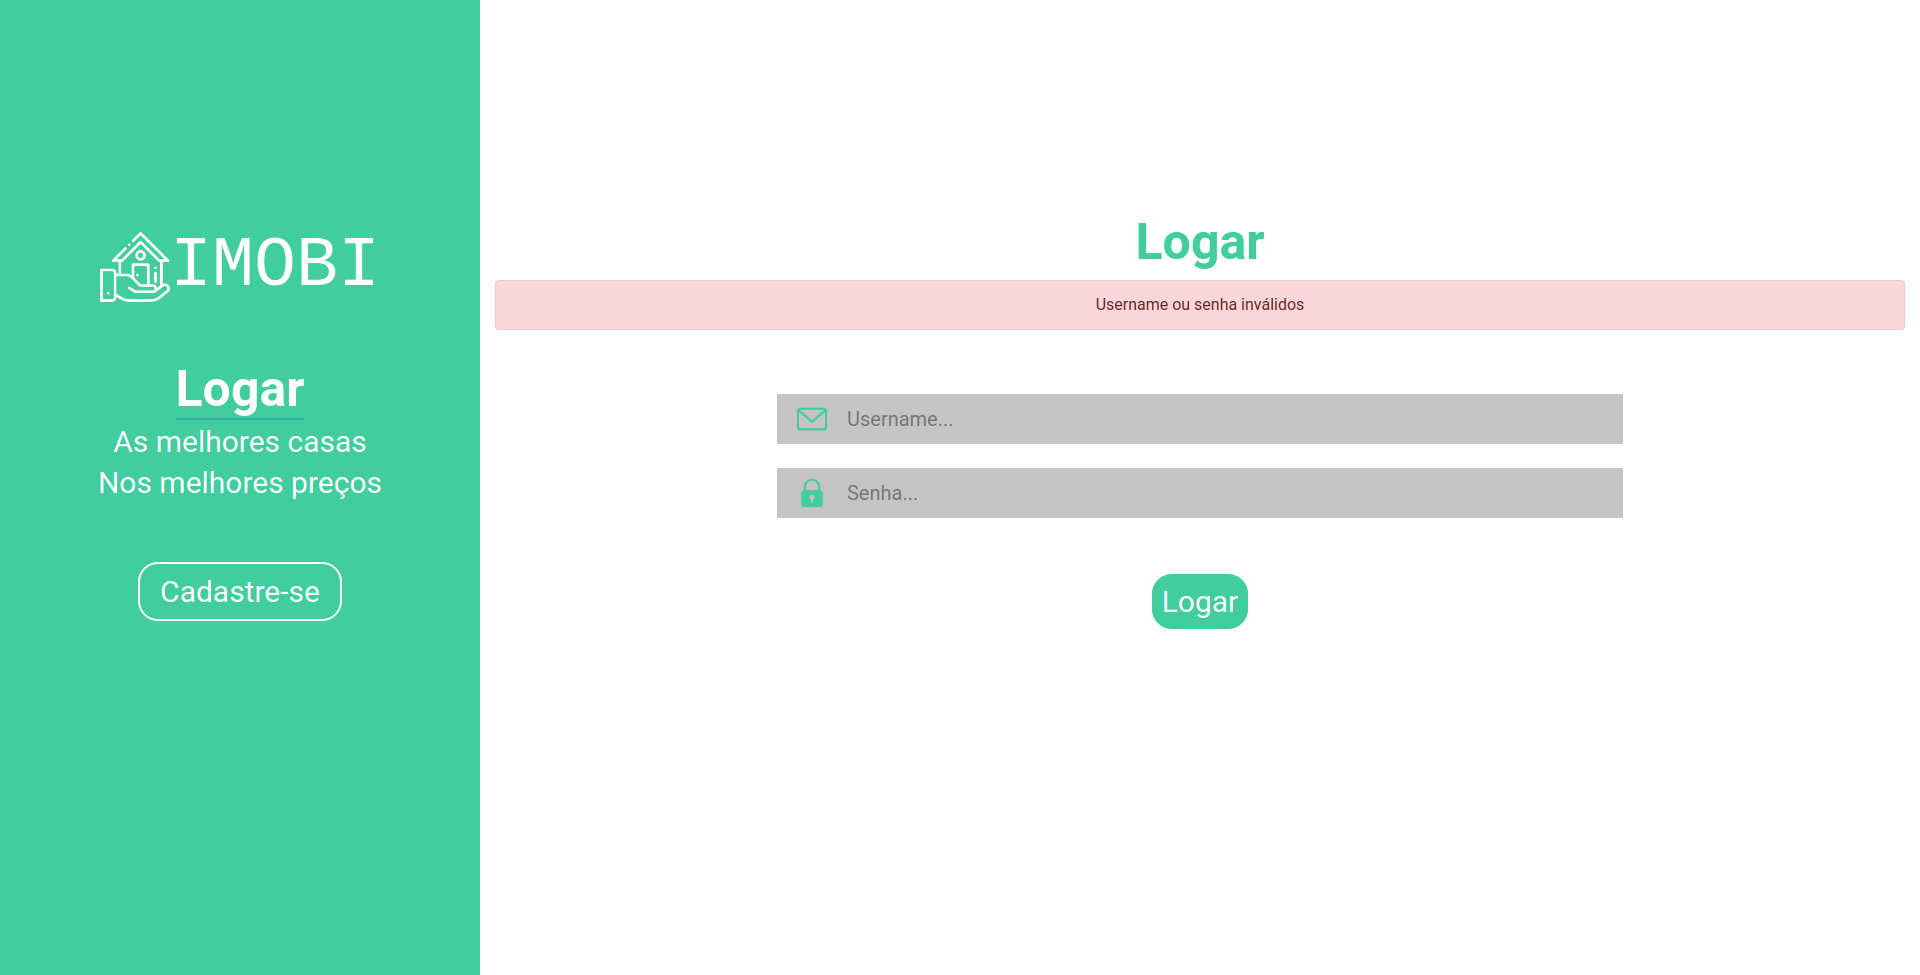 IMOBI
Logar
As melhores casas
Nos melhores preços
Cadastre-se
Logar
Username ou senha inválidos
Username...
Senha...
Logar